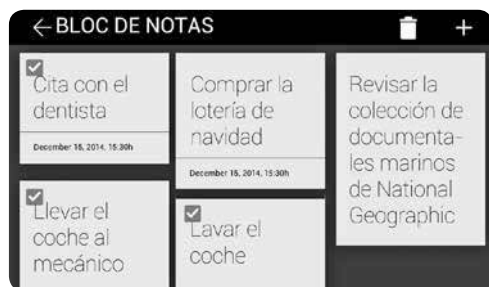 BLOC DE NOTAS
Cita con el
dentista
December 15, 2014, 15:30h
Llevar el
coche al
mecánico
Comprar la
lotería de
navidad
December 15, 2014, 15:30h
Lavar el
coche
Revisar la
colección de
documenta-
les marinos
de National
Geographic